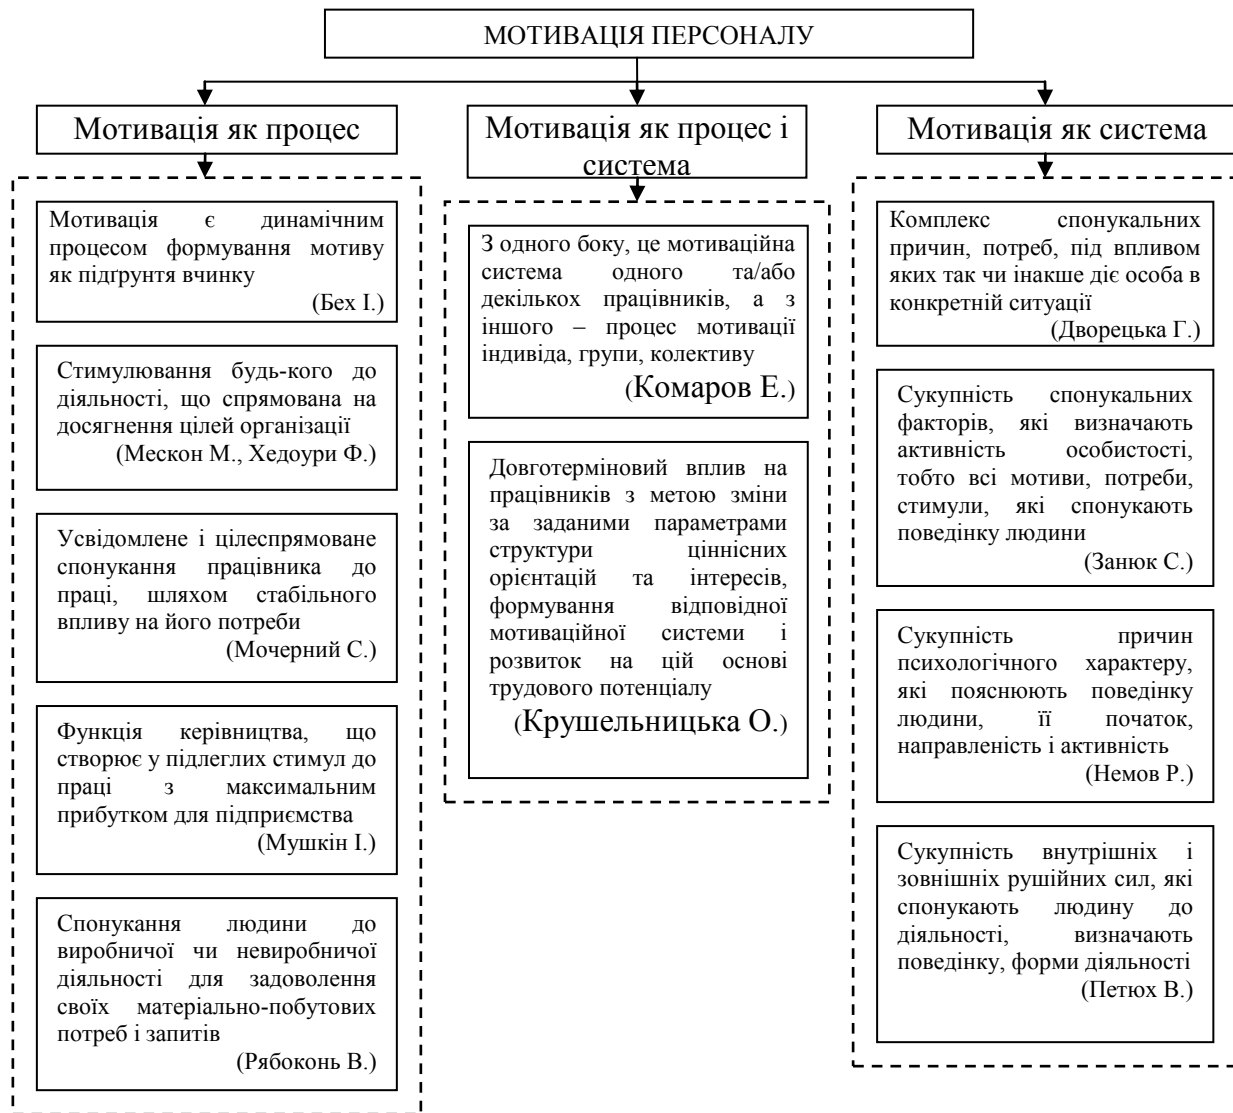 МОТИВАЦІЯ ПЕРСОНАЛУ
Мотивація як процес
Мотивація є динамічним
процесом формування мотиву
як підґрунтя вчинку
(Бех І.)
Стимулювання будь-кого до
діяльності, що спрямована на
досягнення цілей організації
(Мескон М., Хедоури Ф.)
Усвідомлене і цілеспрямоване
спонукання працівника до
праці, шляхом стабільного
впливу на його потреби
(Мочерний С.)
Функція керівництва, що
створює у підлеглих стимул до
праці з максимальним
прибутком для підприємства
(Мушкін І.)
Спонукання людини до
виробничої чи невиробничої
діяльності для задоволення
своїх матеріально-побутових
потреб і запитів
(Рябоконь В.)
Мотивація як процес і
система
З одного боку, це мотиваційна
система одного та/або
декількох працівників, а з
іншого – процес мотивації
індивіда, групи, колективу
(Комаров Е.)
Довготерміновий вплив на
працівників з метою зміни
за заданими параметрами
структури ціннісних
орієнтацій та інтересів,
формування відповідної
мотиваційної системи і
розвиток на цій основі
трудового потенціалу
(Крушельницька О.)
Мотивація як система
Комплекс спонукальних
причин, потреб, під впливом
яких так чи інакше діє особа в
конкретній ситуації
(Дворецька Г.)
Сукупність спонукальних
факторів, які визначають
активність особистості,
тобто всі мотиви, потреби,
стимули, які спонукають
поведінку людини
(Занюк С.)
Сукупність причин
психологічного характеру,
які пояснюють поведінку
людини, її початок,
направленість і активність
(Немов Р.)
Сукупність внутрішніх і
зовнішніх рушійних сил, які
спонукають людину до
діяльності, визначають
поведінку, форми діяльності
(Петюх В.)